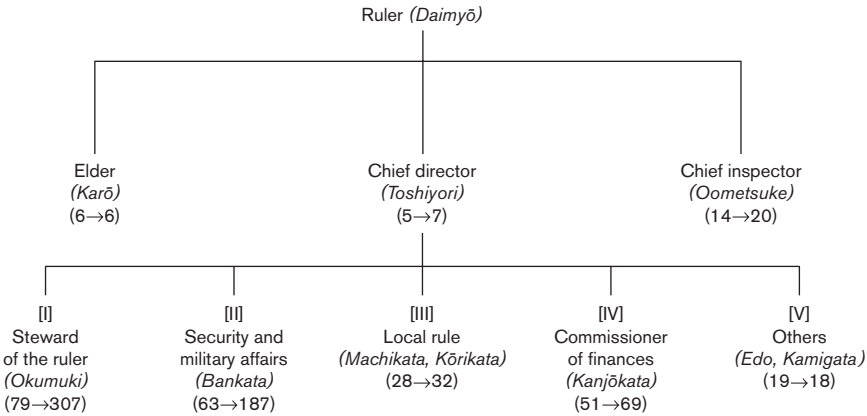 Ruler (Daimyō)
Elder
(Karō)
(6→6)
Chief director
(Toshiyori)
(5→7)
Chief inspector
(Oometsuke)
(14→20)
[I]
Steward
of the ruler
(Okumuki)
(79→307)
[II]
Security and
military affairs
(Bankata)
(63→187)
[III]
Local rule
(Machikata, Kōrikata)
(28→32)
[IV]
Commissioner
of finances
(Kanjōkata)
(51→69)
[V]
Others
(Edo, Kamigata)
(19→18)